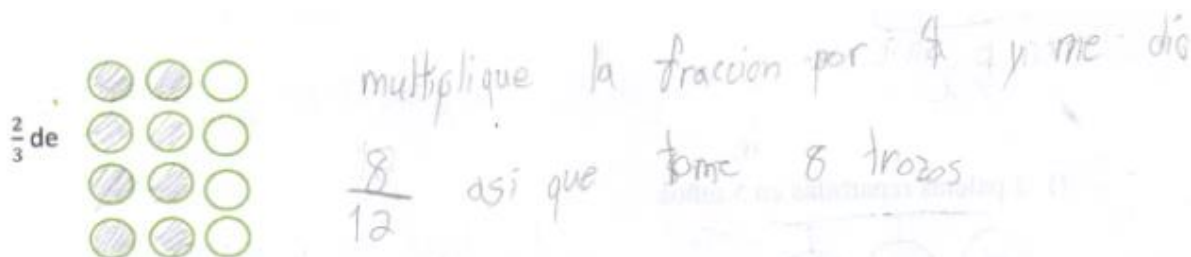 2/3 de
multiplique la fraccion por 4 y me dio
8/12 asi que tome 8 trozos